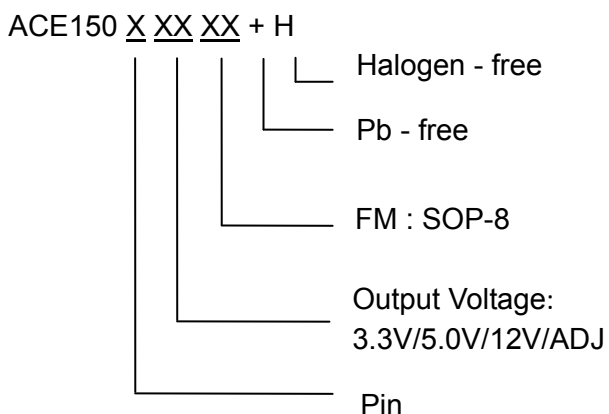 ACE150 X XX XX + H
Halogen - free
Pb - free
FM : SOP-8
Output Voltage:
3.3V/5.0V/12V/ADJ
Pin